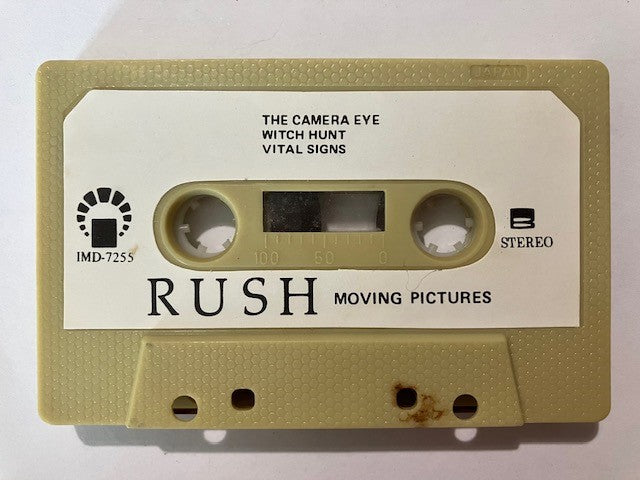 JAPAN
THE CAMERA EYE
WITCH HUNT
VITAL SIGNS
B
STEREO
IMD-7255
100 50 0
RUSH MOVING PICTURES